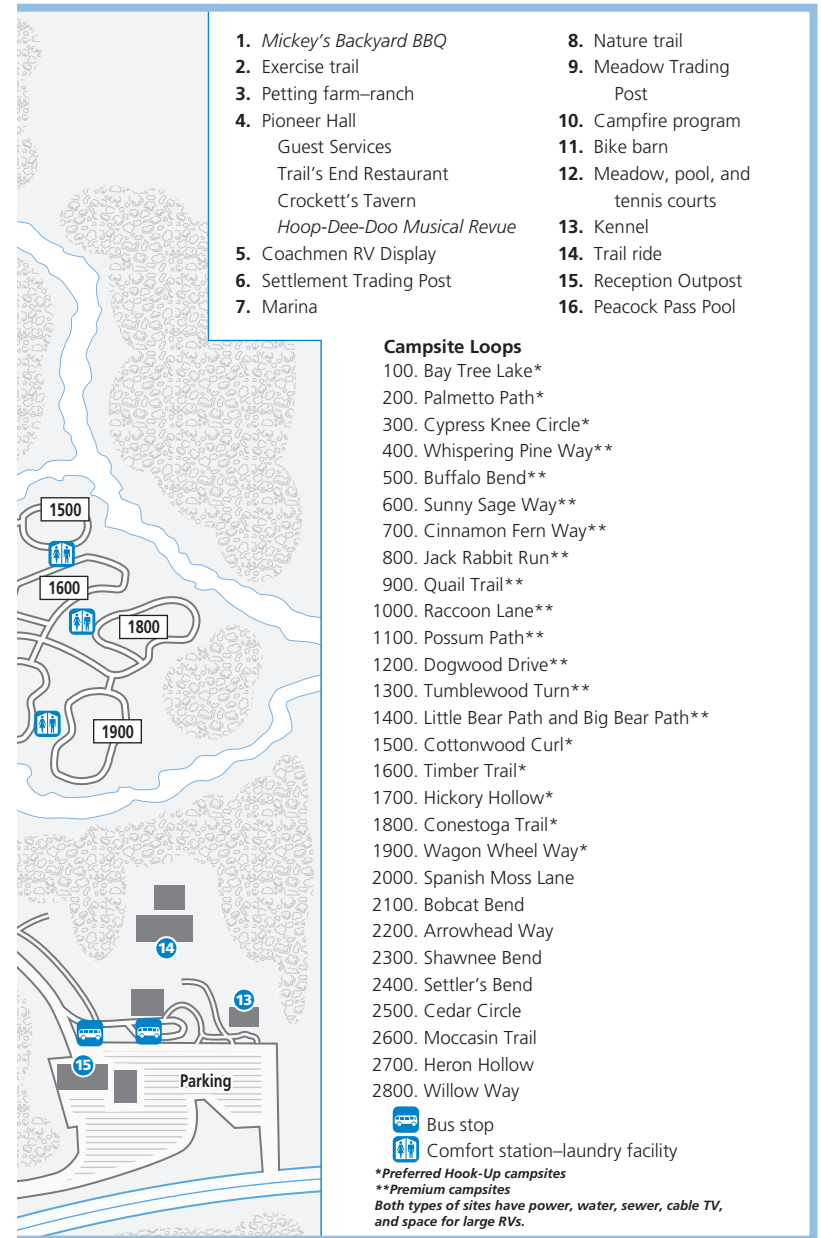 1. Mickey's Backyard BBQ
2. Exercise trail
3. Petting farm–ranch
4. Pioneer Hall
Guest Services
Trail's End Restaurant
Crockett's Tavern
Hoop-Dee-Doo Musical Revue
5. Coachmen RV Display
6. Settlement Trading Post
7. Marina
8. Nature trail
9. Meadow Trading
Post
10. Campfire program
11. Bike barn
12. Meadow, pool, and
tennis courts
13. Kennel
14. Trail ride
15. Reception Outpost
16. Peacock Pass Pool
Campsite Loops
100. Bay Tree Lake*
200. Palmetto Path*
300. Cypress Knee Circle*
400. Whispering Pine Way**
500. Buffalo Bend**
600. Sunny Sage Way**
700. Cinnamon Fern Way**
800. Jack Rabbit Run**
900. Quail Trail**
1000. Raccoon Lane**
1100. Possum Path**
1200. Dogwood Drive**
1300. Tumblewood Turn**
1400. Little Bear Path and Big Bear Path**
1500. Cottonwood Curl*
1600. Timber Trail*
1700. Hickory Hollow*
1800. Conestoga Trail*
1900. Wagon Wheel Way*
2000. Spanish Moss Lane
2100. Bobcat Bend
2200. Arrowhead Way
2300. Shawnee Bend
2400. Settler's Bend
2500. Cedar Circle
2600. Moccasin Trail
2700. Heron Hollow
2800. Willow Way
Bus stop
Comfort station–laundry facility
*Preferred Hook-Up campsites
**Premium campsites
Both types of sites have power, water, sewer, cable TV,
and space for large RVs.
1500
1600
1800
1900
14
13
15
Parking